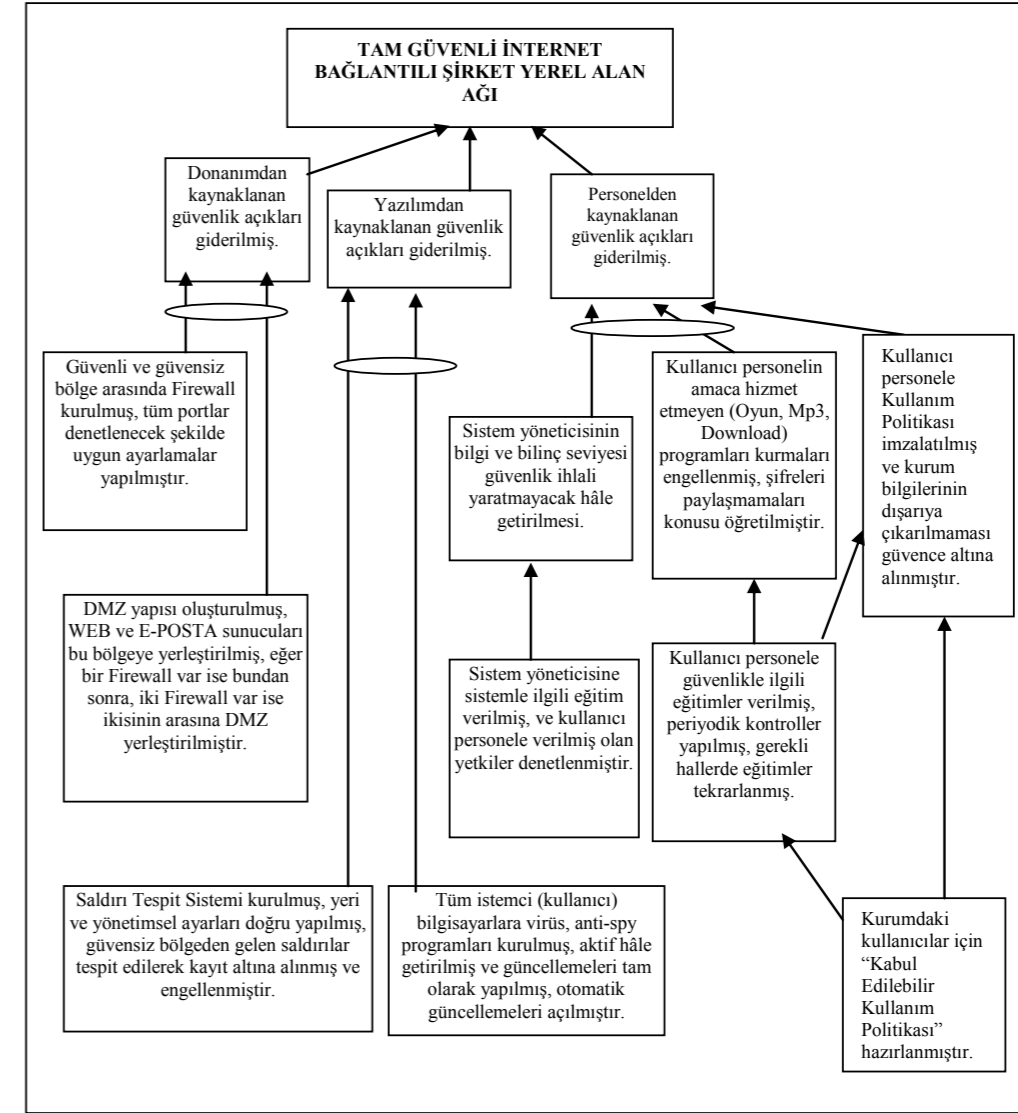 TAM GÜVENLİ İNTERNET
BAĞLANTILI ŞİRKET YEREL ALAN
AĞI
Donanımdan
kaynaklanan
güvenlik açıkları
giderilmiş.
Yazılımdan
kaynaklanan güvenlik
açıkları giderilmiş.
Personelden
kaynaklanan
güvenlik açıkları
giderilmiş.
Güvenli ve güvensiz
bölge arasında Firewall
kurulmuş, tüm portlar
denetlenecek şekilde
uygun ayarlamalar
yapılmıştır.
Sistem yöneticisinin
bilgi ve bilinç seviyesi
güvenlik ihlali
yaratmayacak hâle
getirilmesi.
Kullanıcı personelin
amaca hizmet
etmeyen (Oyun, Mp3,
Download)
programları kurmaları
engellenmiş, şifreleri
paylaşmamaları
konusu öğretilmiştir.
Kullanıcı
personele
Kullanım
Politikası
imzalatılmış
ve kurum
bilgilerinin
dışarıya
çıkarılmaması
güvence altına
alınmıştır.
DMZ yapısı oluşturulmuş,
WEB ve E-POSTA sunucuları
bu bölgeye yerleştirilmiş, eğer
bir Firewall var ise bundan
sonra, iki Firewall var ise
ikisinin arasına DMZ
yerleştirilmiştir.
Sistem yöneticisine
sistemle ilgili eğitim
verilmiş, ve kullanıcı
personele verilmiş olan
yetkiler denetlenmiştir.
Kullanıcı personele
güvenlikle ilgili
eğitimler verilmiş,
periyodik kontroller
yapılmış, gerekli
hallerde eğitimler
tekrarlanmış.
Saldırı Tespit Sistemi kurulmuş, yeri
ve yönetimsel ayarları doğru yapılmış,
güvensiz bölgeden gelen saldırılar
tespit edilerek kayıt altına alınmış ve
engellenmiştir.
Tüm istemci (kullanıcı)
bilgisayarlara virüs, anti-spy
programları kurulmuş, aktif hâle
getirilmiş ve güncellemeleri tam
olarak yapılmış, otomatik
güncellemeleri açılmıştır.
Kurumdaki
kullanıcılar için
“Kabul
Edilebilir
Kullanım
Politikası”
hazırlanmıştır.